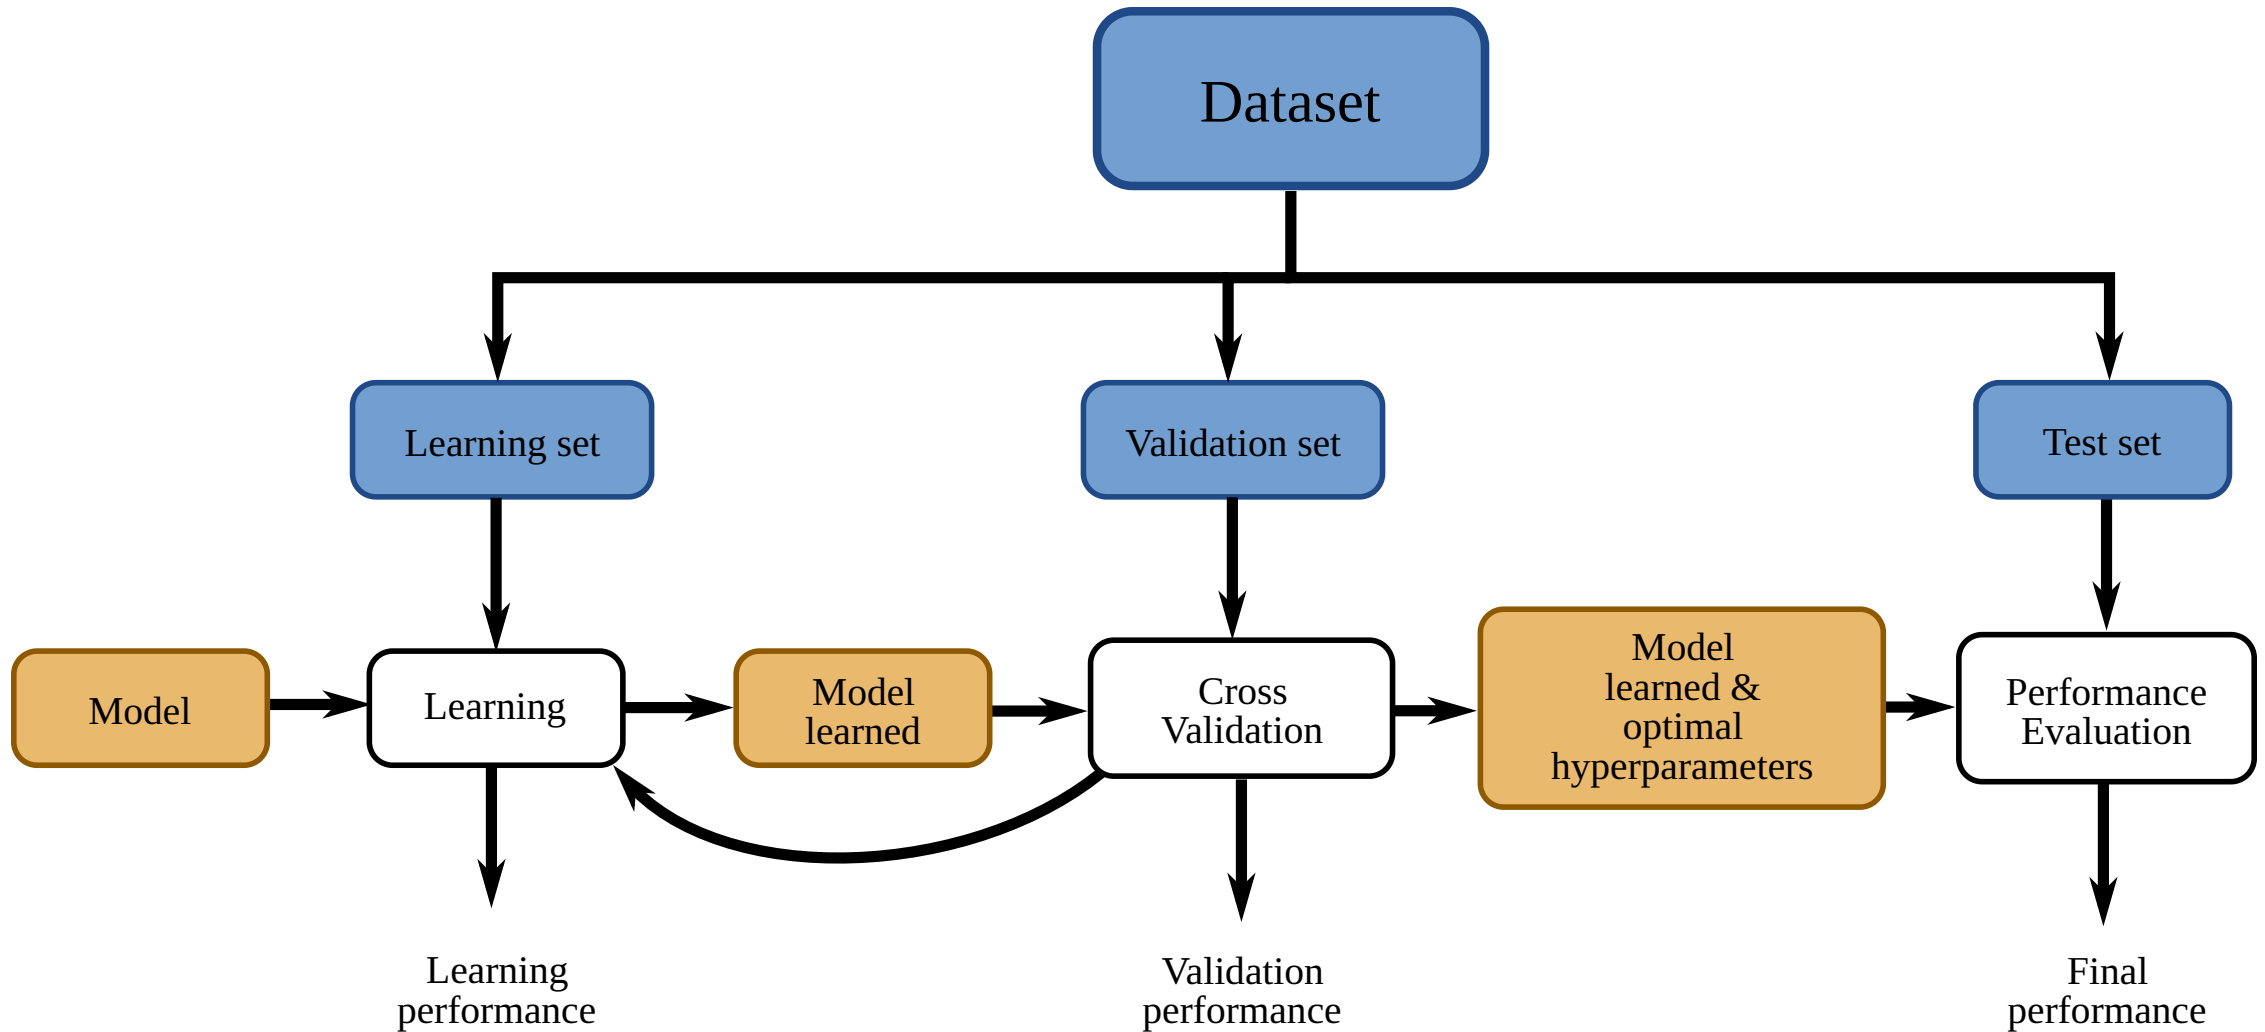 Dataset
Learning set
Validation set
Test set
Model
Learning
Model
learned
Cross
Validation
Model
learned &
optimal
hyperparameters
Performance
Evaluation
Learning
performance
Validation
performance
Final
performance